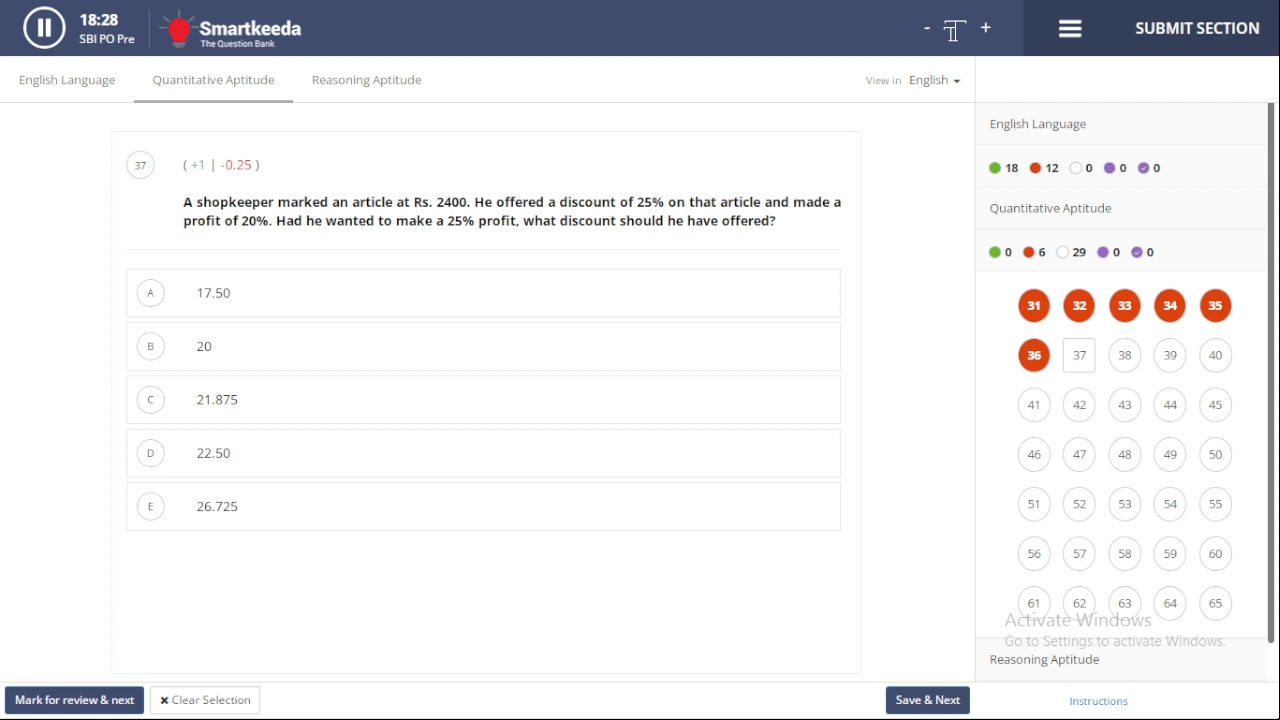 18:28
SBI PO Pre
Smartkeeda
The Question Bank
- T +
SUBMIT SECTION
English Language
Quantitative Aptitude
Reasoning Aptitude
View in English
37
( +1 | -0.25 )
A shopkeeper marked an article at Rs. 2400. He offered a discount of 25% on that article and made a
profit of 20%. Had he wanted to make a 25% profit, what discount should he have offered?
A 17.50
B 20
C 21.875
D 22.50
E 26.725
English Language
18 12 0 0 0
Quantitative Aptitude
0 6 29 0 0
31 32 33 34 35
36 37 38 39 40
41 42 43 44 45
46 47 48 49 50
51 52 53 54 55
56 57 58 59 60
61 62 63 64 65
Activate Windows
Go to Settings to activate Windows.
Reasoning Aptitude
Mark for review & next
Clear Selection
Save & Next
Instructions